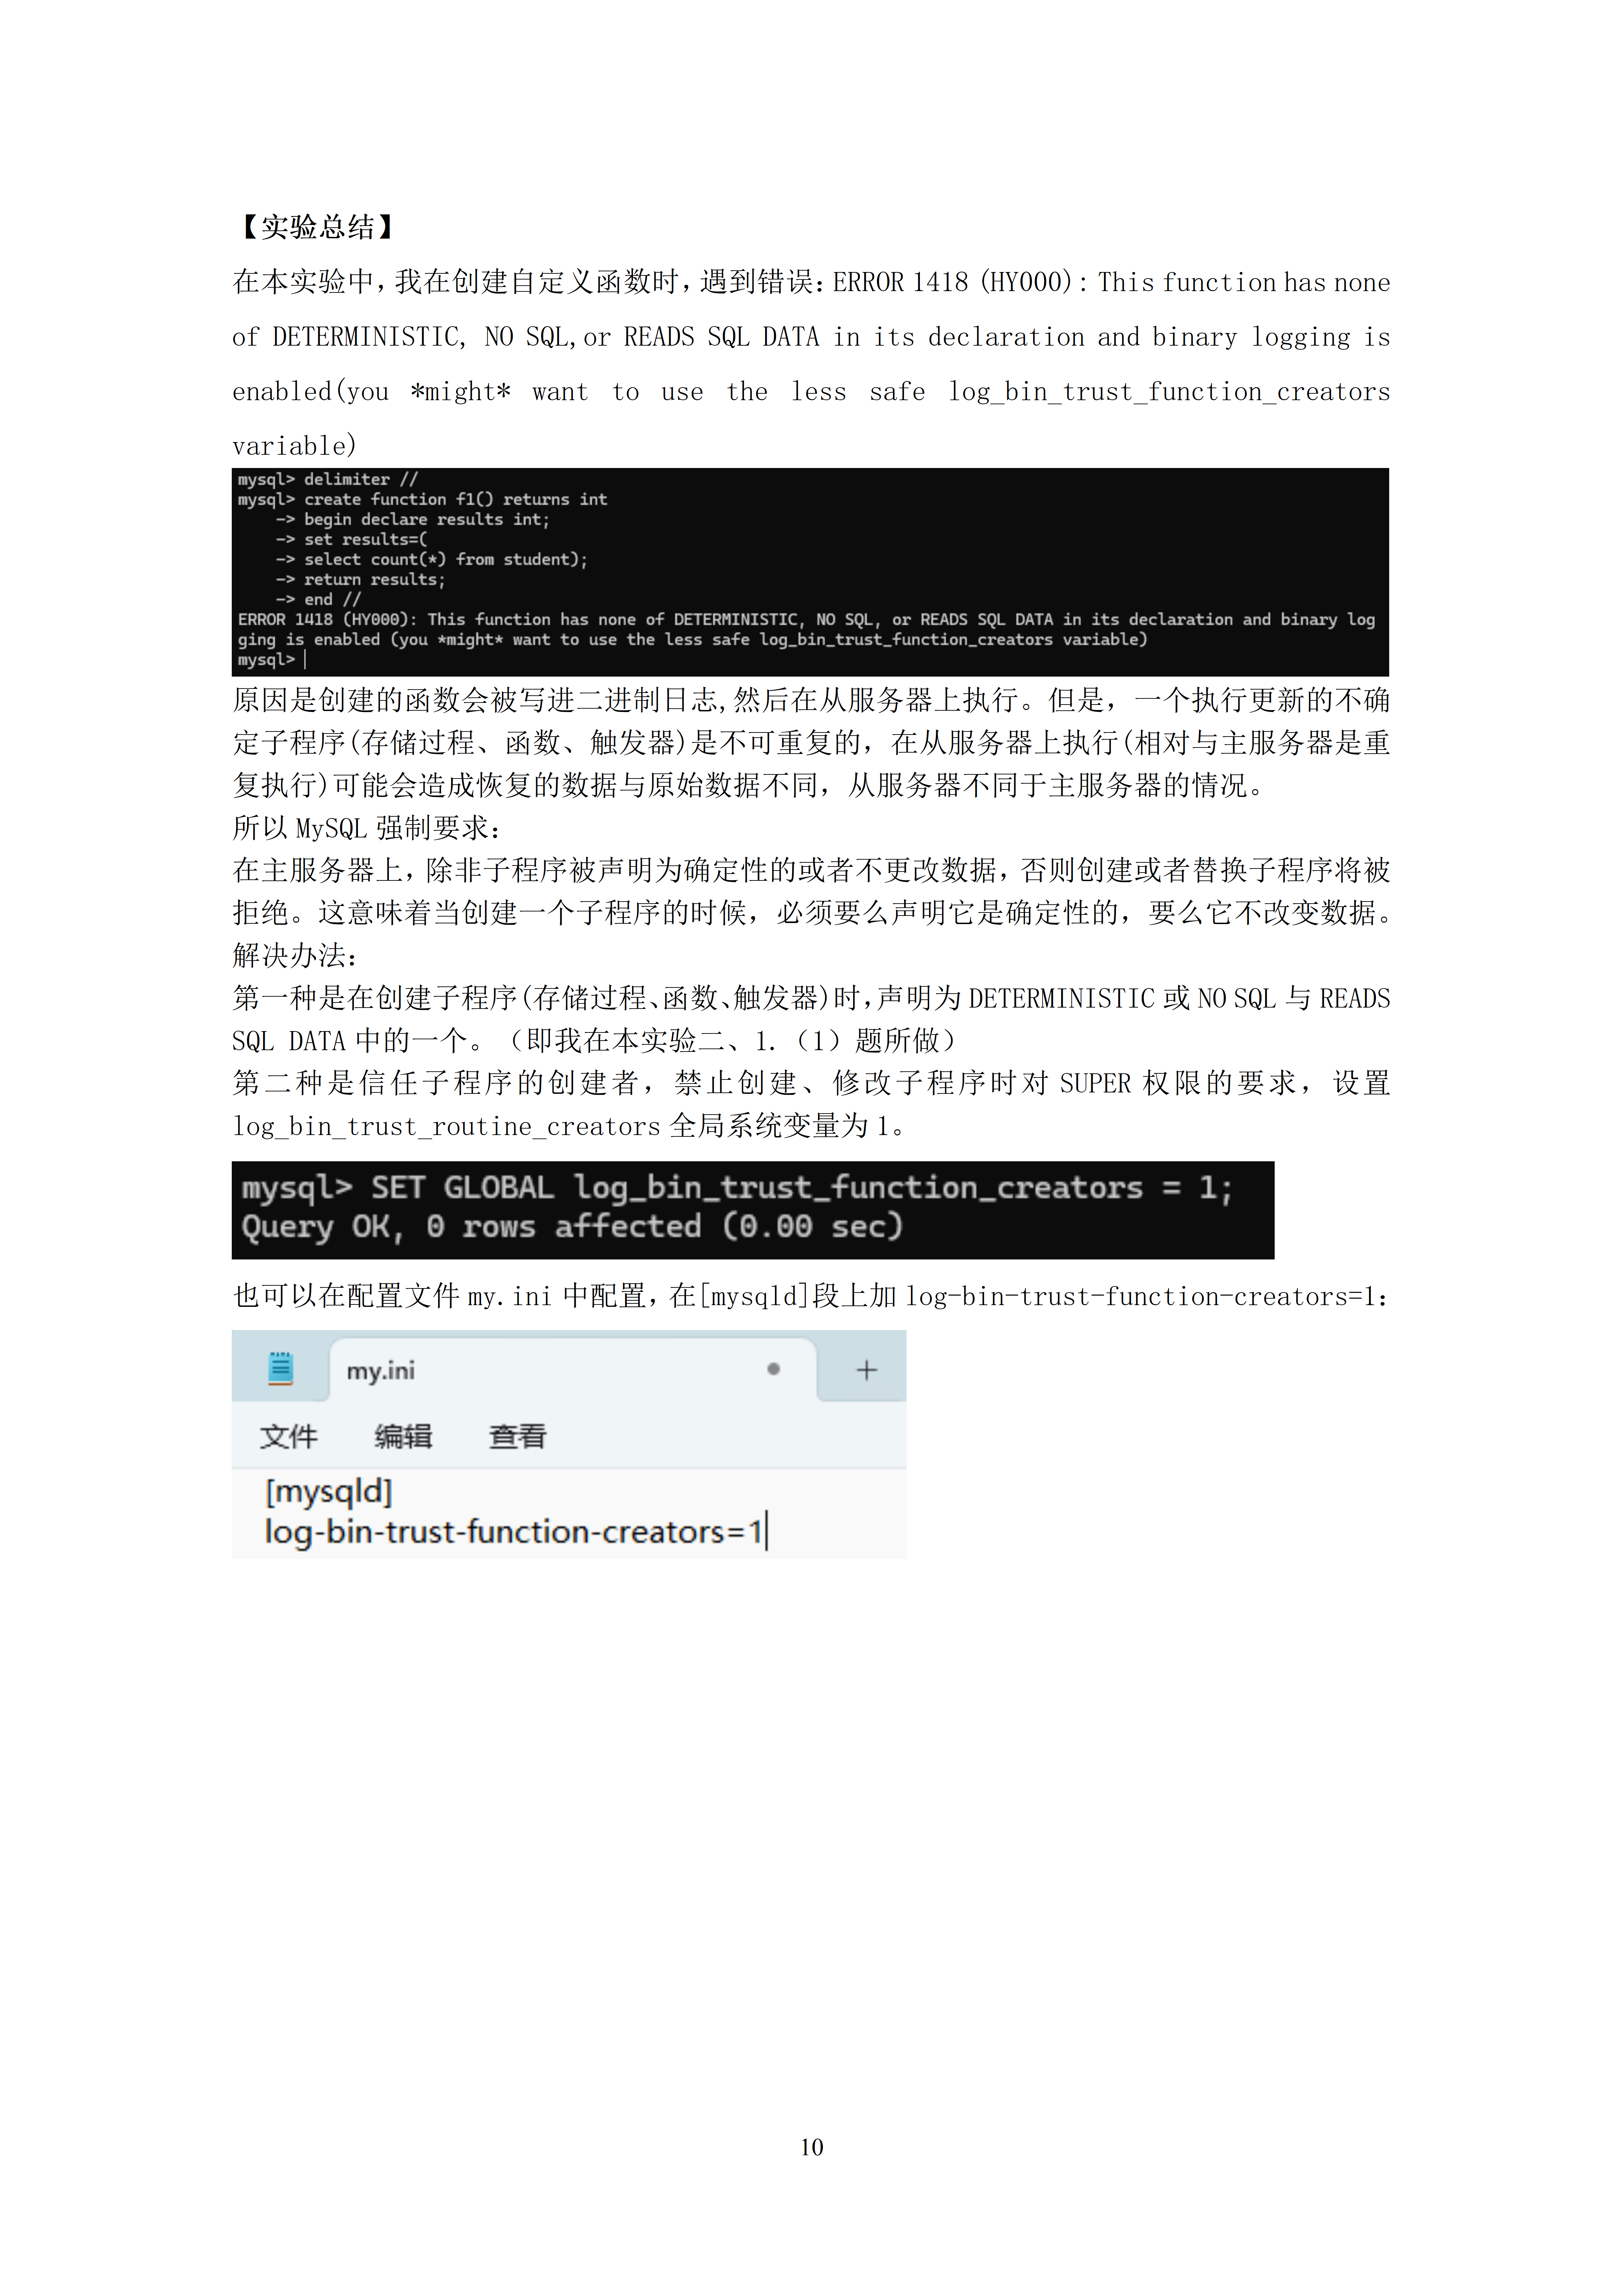 【实验总结】
在本实验中，我在创建自定义函数时，遇到错误：ERROR 1418 (HY000): This function has none
of DETERMINISTIC, NO SQL,or READS SQL DATA in its declaration and binary logging is
enabled(you *might* want to use the less safe log_bin_trust_function_creators
variable)
mysql> delimiter //
mysql> create function f1() returns int
    -> begin declare results int;
    -> set results=(
    -> select count(*) from student);
    -> return results;
    -> end //
ERROR 1418 (HY000): This function has none of DETERMINISTIC, NO SQL, or READS SQL DATA in its declaration and binary log
ging is enabled (you *might* want to use the less safe log_bin_trust_function_creators variable)
mysql>
原因是创建的函数会被写进二进制日志,然后在从服务器上执行。但是，一个执行更新的不确
定子程序(存储过程、函数、触发器)是不可重复的，在从服务器上执行(相对与主服务器是重
复执行)可能会造成恢复的数据与原始数据不同，从服务器不同于主服务器的情况。
所以 MySQL 强制要求：
在主服务器上，除非子程序被声明为确定性的或者不更改数据，否则创建或者替换子程序将被
拒绝。这意味着当创建一个子程序的时候，必须要么声明它是确定性的，要么它不改变数据。
解决办法：
第一种是在创建子程序(存储过程、函数、触发器)时，声明为 DETERMINISTIC 或 NO SQL 与 READS
SQL DATA 中的一个。（即我在本实验二、1.（1）题所做）
第二种是信任子程序的创建者，禁止创建、修改子程序时对 SUPER 权限的要求，设置
log_bin_trust_routine_creators 全局系统变量为 1。
mysql> SET GLOBAL log_bin_trust_function_creators = 1;
Query OK, 0 rows affected (0.00 sec)
也可以在配置文件 my.ini 中配置，在[mysqld]段上加 log-bin-trust-function-creators=1：
my.ini
文件 编辑 查看
[mysqld]
log-bin-trust-function-creators=1
10